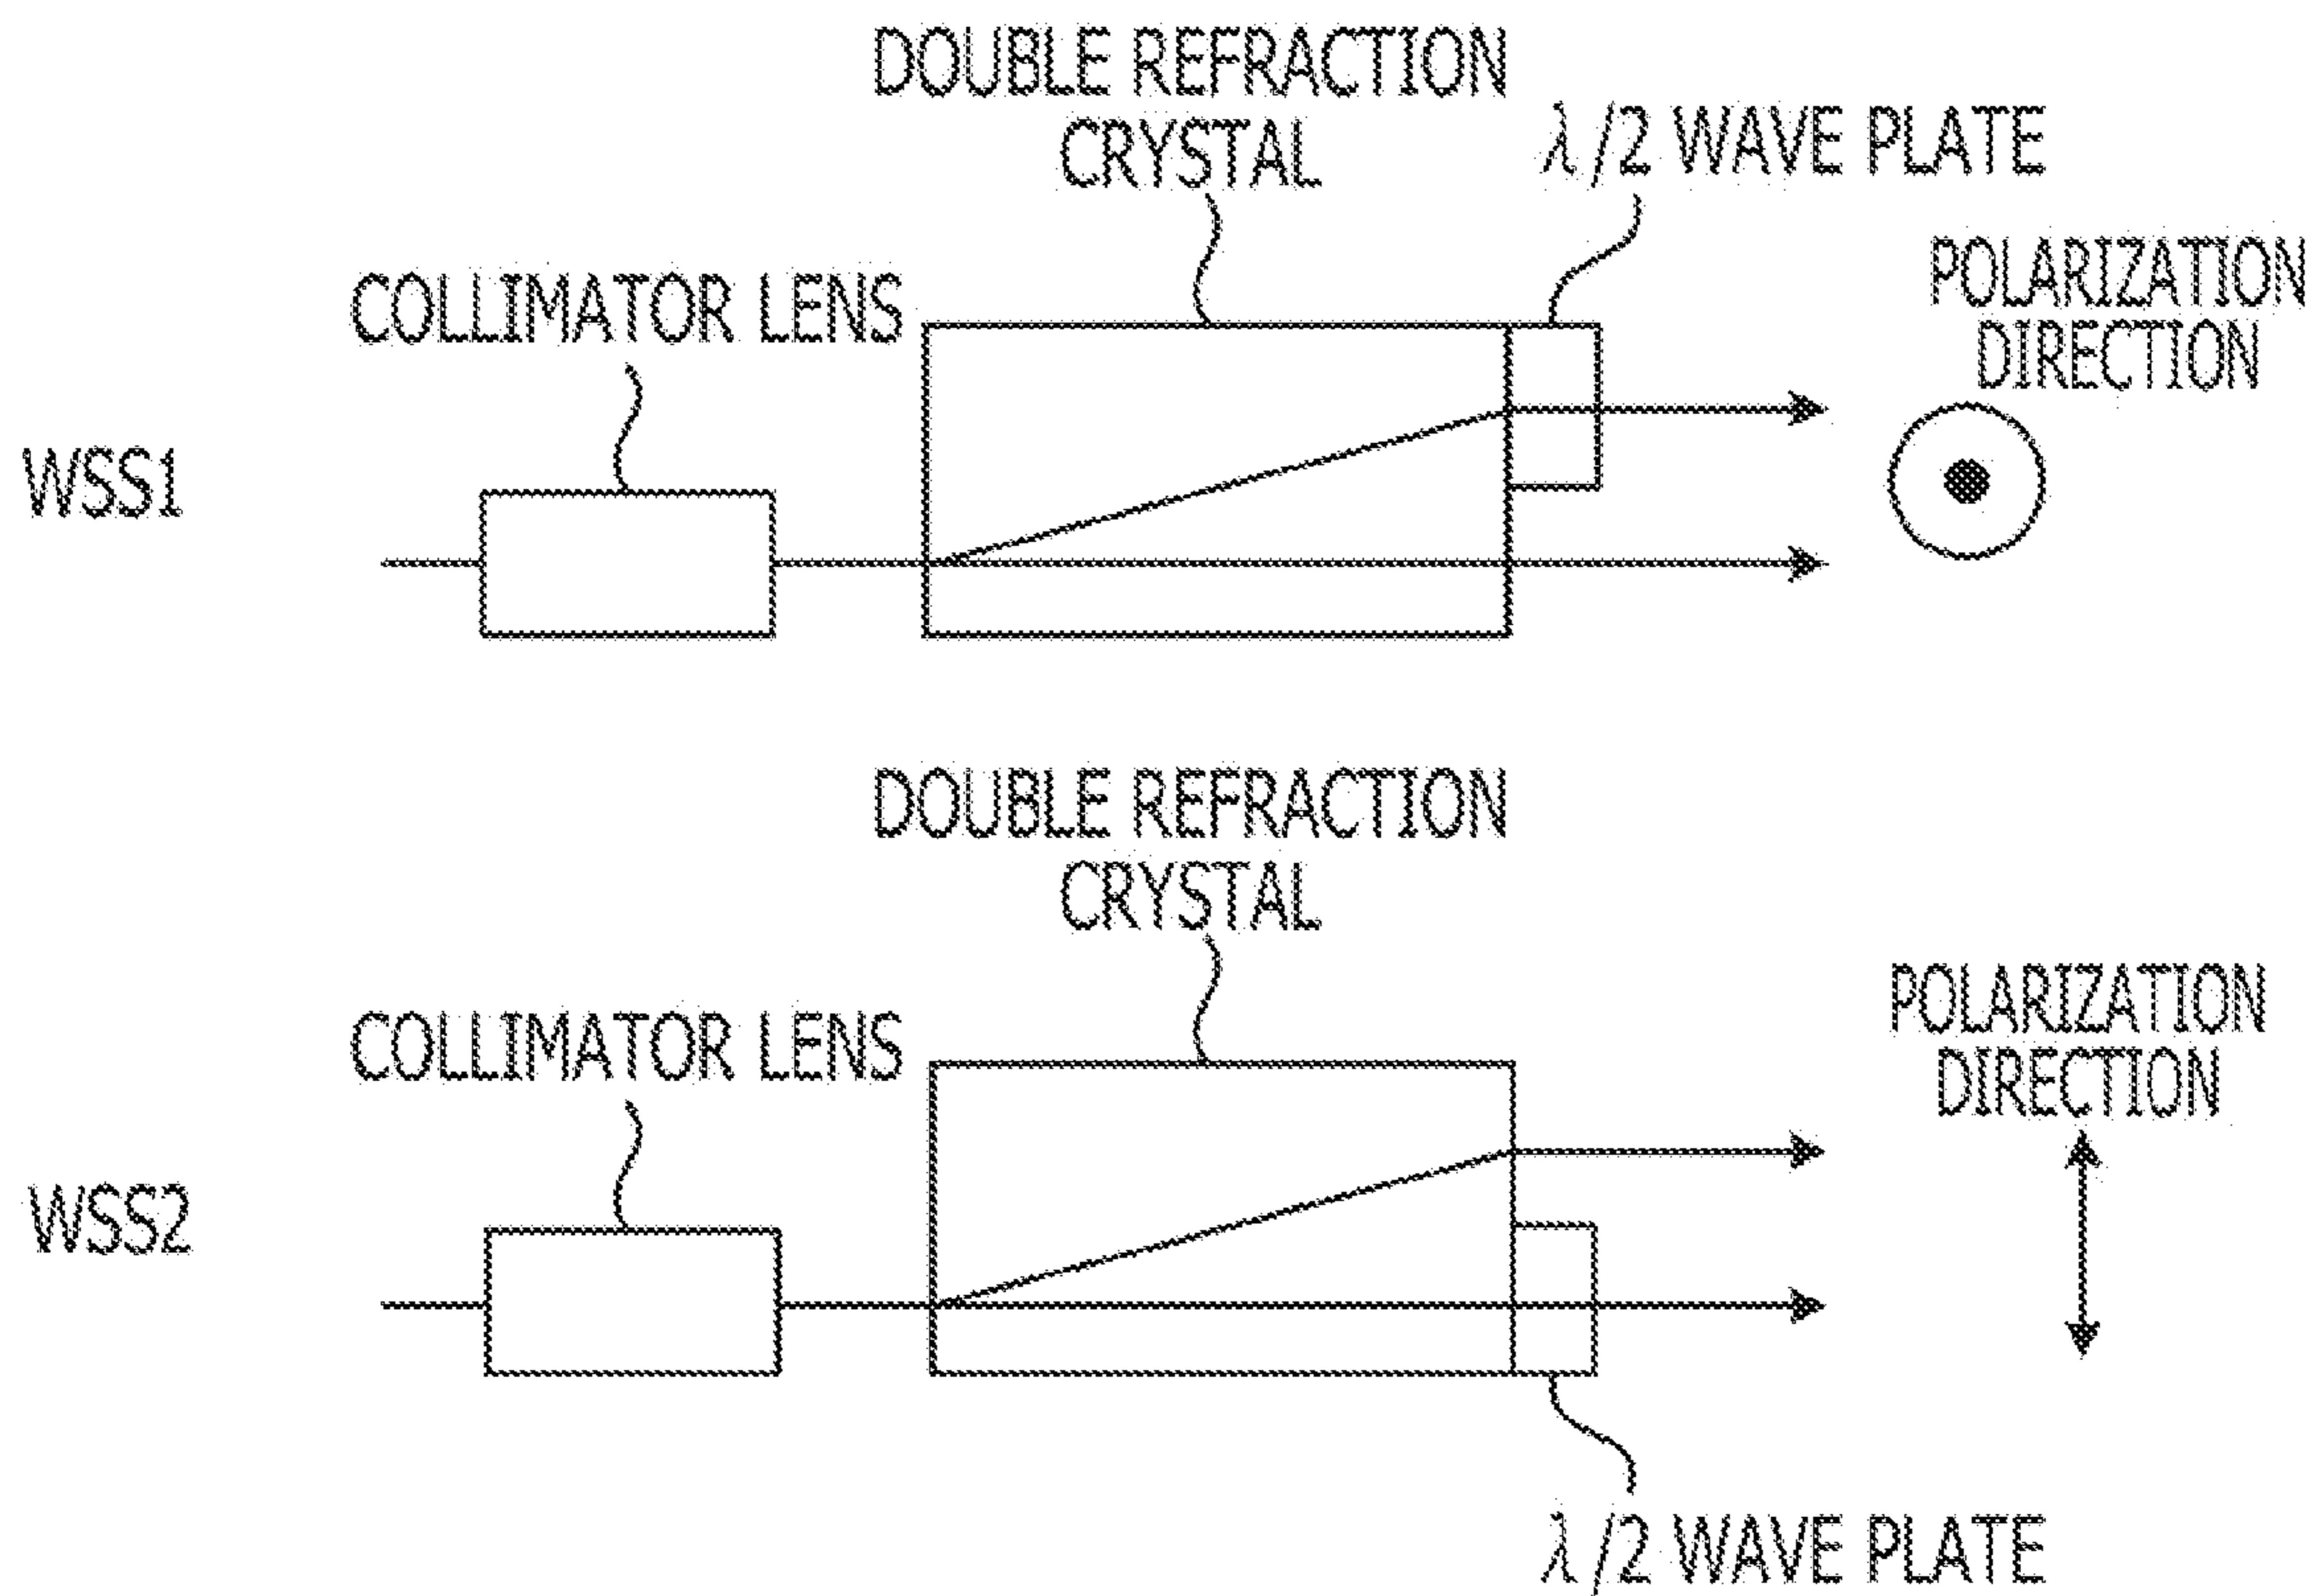 DOUBLE REFRACTION
CRYSTAL
λ/2 WAVE PLATE
COLLIMATOR LENS
POLARIZATION
DIRECTION
WSS1
DOUBLE REFRACTION
CRYSTAL
COLLIMATOR LENS
POLARIZATION
DIRECTION
WSS2
λ/2 WAVE PLATE